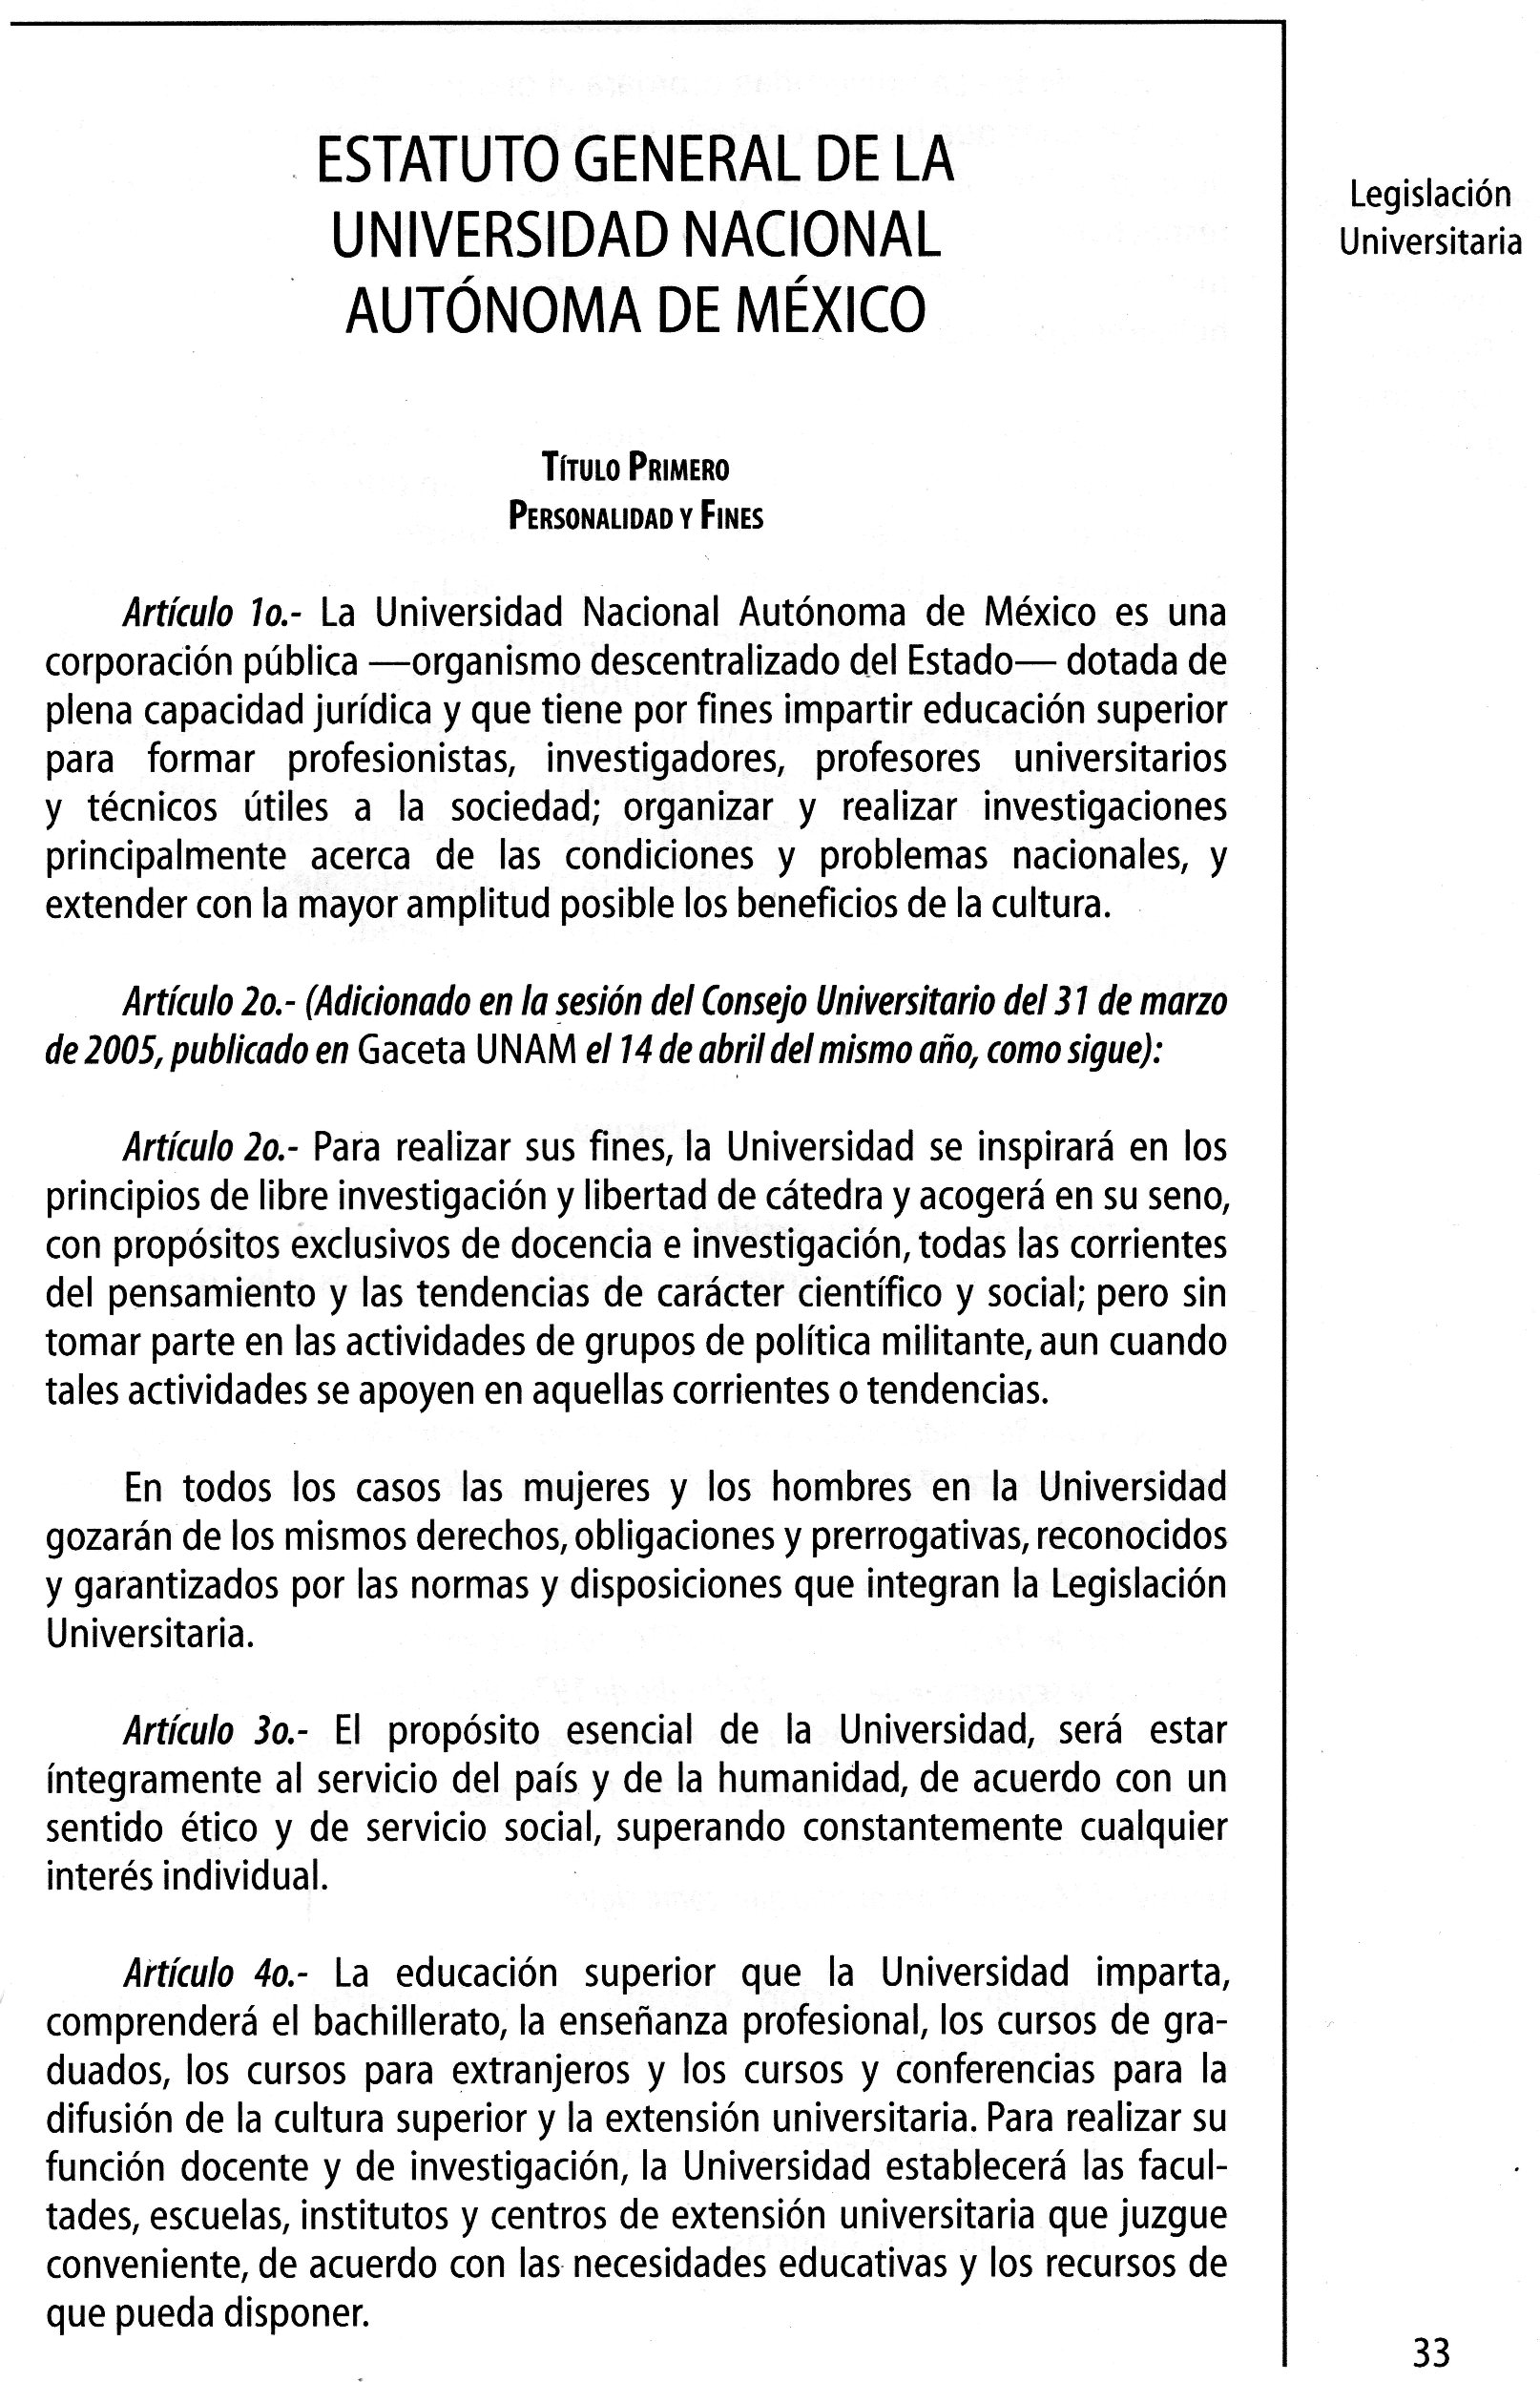 ESTATUTO GENERAL DE LA
UNIVERSIDAD NACIONAL
AUTÓNOMA DE MÉXICO
Legislación
Universitaria
Título Primero
Personalidad y Fines
Artículo 1o.- La Universidad Nacional Autónoma de México es una
corporación pública —organismo descentralizado del Estado— dotada de
plena capacidad jurídica y que tiene por fines impartir educación superior
para formar profesionistas, investigadores, profesores universitarios
y técnicos útiles a la sociedad; organizar y realizar investigaciones
principalmente acerca de las condiciones y problemas nacionales, y
extender con la mayor amplitud posible los beneficios de la cultura.
Artículo 2o.- (Adicionado en la sesión del Consejo Universitario del 31 de marzo
de 2005, publicado en Gaceta UNAM el 14 de abril del mismo año, como sigue):
Artículo 2o.- Para realizar sus fines, la Universidad se inspirará en los
principios de libre investigación y libertad de cátedra y acogerá en su seno,
con propósitos exclusivos de docencia e investigación, todas las corrientes
del pensamiento y las tendencias de carácter científico y social; pero sin
tomar parte en las actividades de grupos de política militante, aun cuando
tales actividades se apoyen en aquellas corrientes o tendencias.
En todos los casos las mujeres y los hombres en la Universidad
gozarán de los mismos derechos, obligaciones y prerrogativas, reconocidos
y garantizados por las normas y disposiciones que integran la Legislación
Universitaria.
Artículo 3o.- El propósito esencial de la Universidad, será estar
íntegramente al servicio del país y de la humanidad, de acuerdo con un
sentido ético y de servicio social, superando constantemente cualquier
interés individual.
Artículo 4o.- La educación superior que la Universidad imparta,
comprenderá el bachillerato, la enseñanza profesional, los cursos de gra-
duados, los cursos para extranjeros y los cursos y conferencias para la
difusión de la cultura superior y la extensión universitaria. Para realizar su
función docente y de investigación, la Universidad establecerá las facul-
tades, escuelas, institutos y centros de extensión universitaria que juzgue
conveniente, de acuerdo con las necesidades educativas y los recursos de
que pueda disponer.
33